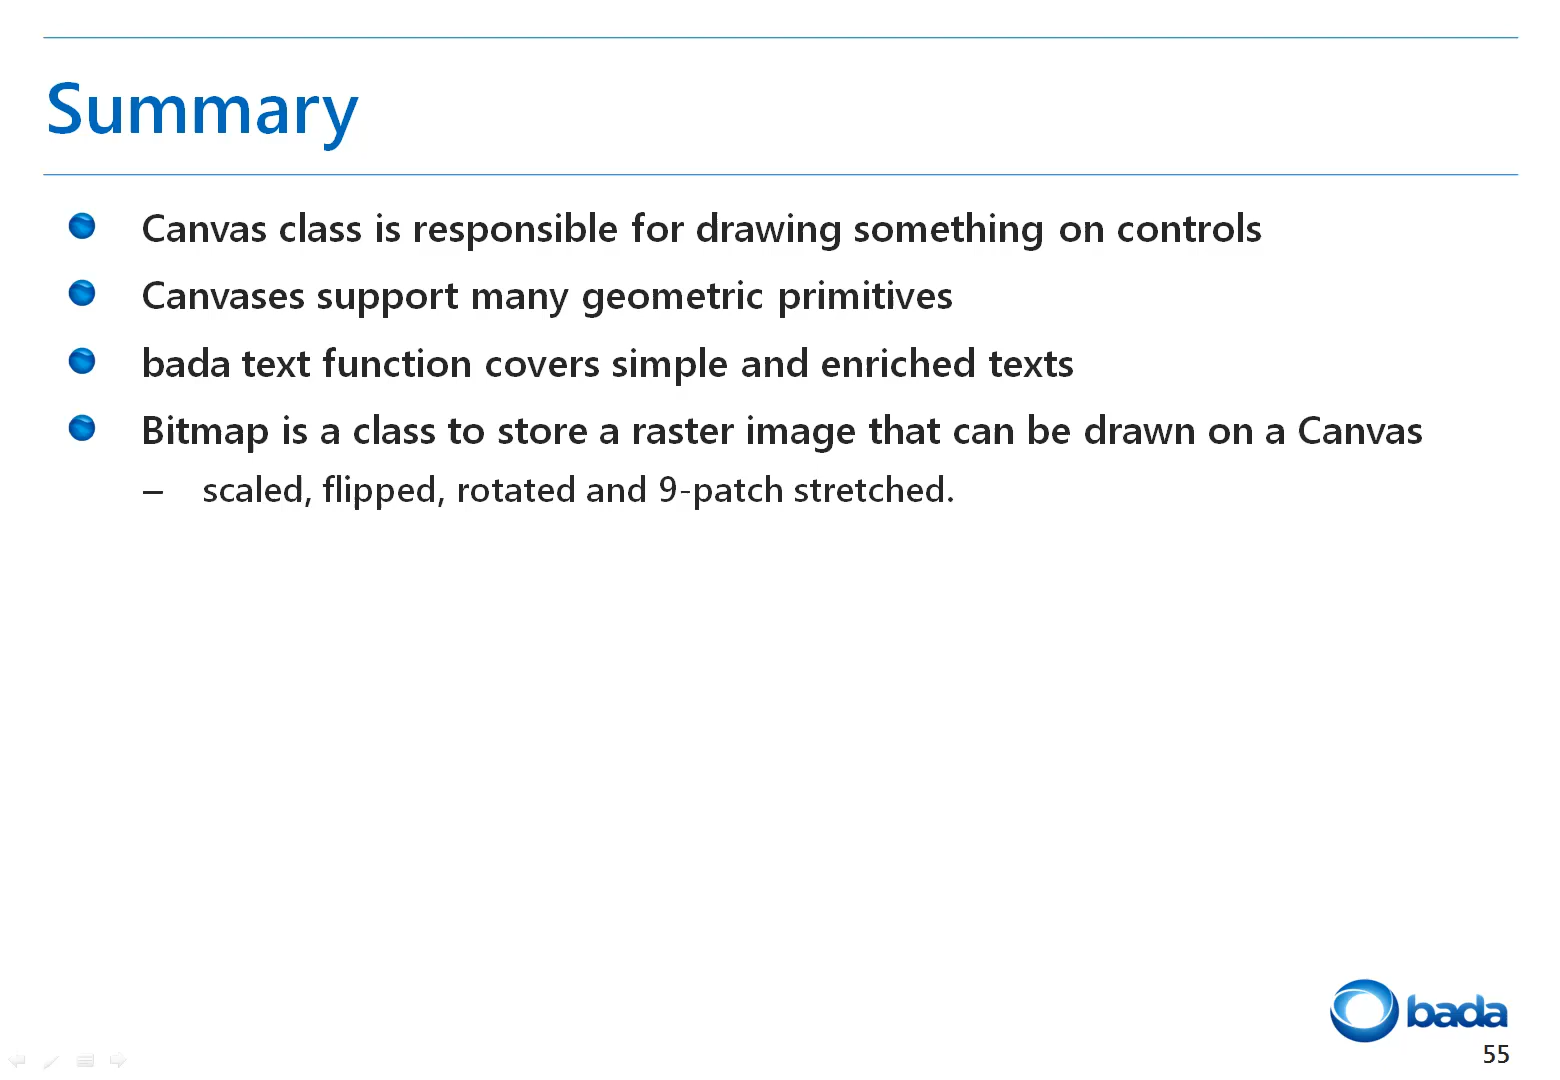 Summary
Canvas class is responsible for drawing something on controls
Canvases support many geometric primitives
bada text function covers simple and enriched texts
Bitmap is a class to store a raster image that can be drawn on a Canvas
– scaled, flipped, rotated and 9-patch stretched.
bada
55